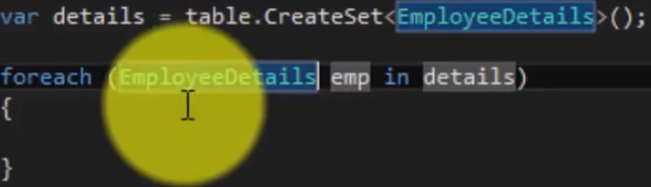 var details = table.CreateSet<EmployeeDetails>();
foreach (EmployeeDetails emp in details)
{
}